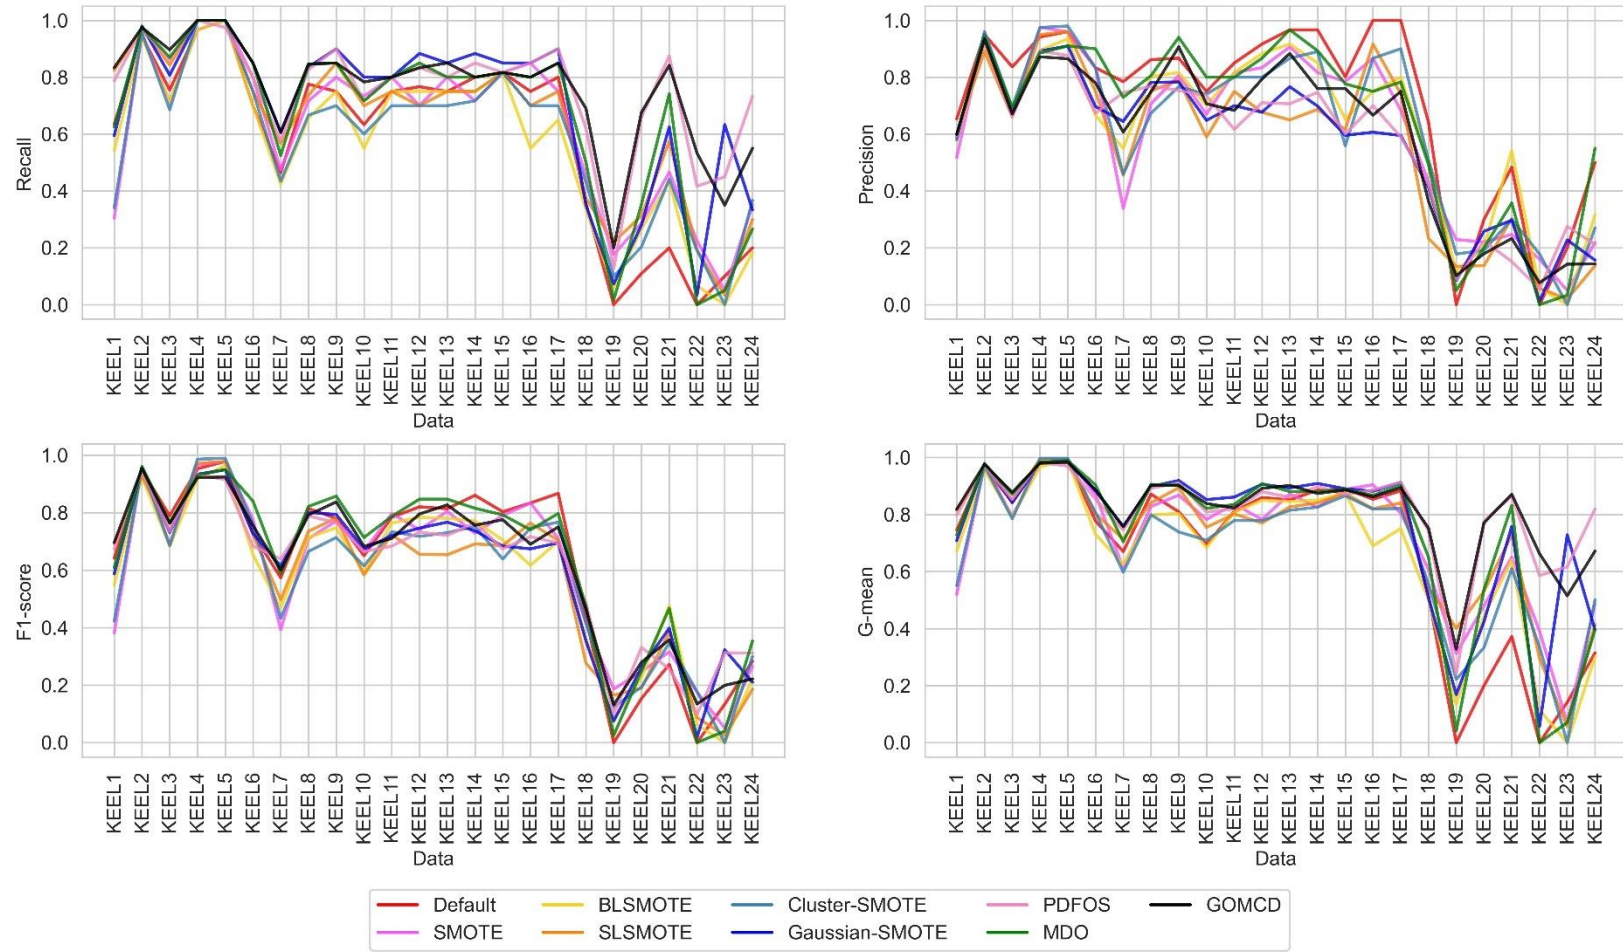 1.0
0.8
0.6
0.4
0.2
0.0
Recall
KEEL1
KEEL2
KEEL3
KEEL4
KEEL5
KEEL6
KEEL7
KEEL8
KEEL9
KEEL10
KEEL11
KEEL12
KEEL13
KEEL14
KEEL15
KEEL16
KEEL17
KEEL18
KEEL19
KEEL20
KEEL21
KEEL22
KEEL23
KEEL24
Data
1.0
0.8
0.6
0.4
0.2
0.0
Precision
KEEL1
KEEL2
KEEL3
KEEL4
KEEL5
KEEL6
KEEL7
KEEL8
KEEL9
KEEL10
KEEL11
KEEL12
KEEL13
KEEL14
KEEL15
KEEL16
KEEL17
KEEL18
KEEL19
KEEL20
KEEL21
KEEL22
KEEL23
KEEL24
Data
1.0
0.8
0.6
0.4
0.2
0.0
F1-score
KEEL1
KEEL2
KEEL3
KEEL4
KEEL5
KEEL6
KEEL7
KEEL8
KEEL9
KEEL10
KEEL11
KEEL12
KEEL13
KEEL14
KEEL15
KEEL16
KEEL17
KEEL18
KEEL19
KEEL20
KEEL21
KEEL22
KEEL23
KEEL24
Data
1.0
0.8
0.6
0.4
0.2
0.0
G-mean
KEEL1
KEEL2
KEEL3
KEEL4
KEEL5
KEEL6
KEEL7
KEEL8
KEEL9
KEEL10
KEEL11
KEEL12
KEEL13
KEEL14
KEEL15
KEEL16
KEEL17
KEEL18
KEEL19
KEEL20
KEEL21
KEEL22
KEEL23
KEEL24
Data
Default
SMOTE
BLSMOTE
SLSMOTE
Cluster-SMOTE
Gaussian-SMOTE
PDFOS
MDO
GOMCD